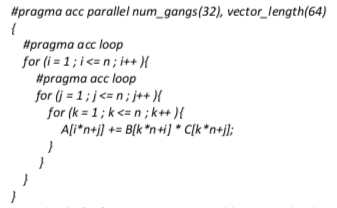 #pragma acc parallel num_gangs(32), vector_length(64)
{
#pragma acc loop
for (i = 1 ; i <= n ; i++ ){
#pragma acc loop
for (j = 1 ; j <= n ; j++ ){
for (k = 1 ; k <= n ; k++ ){
A[i*n+j] += B[k*n+i] * C[k*n+j];
}
}
}
}